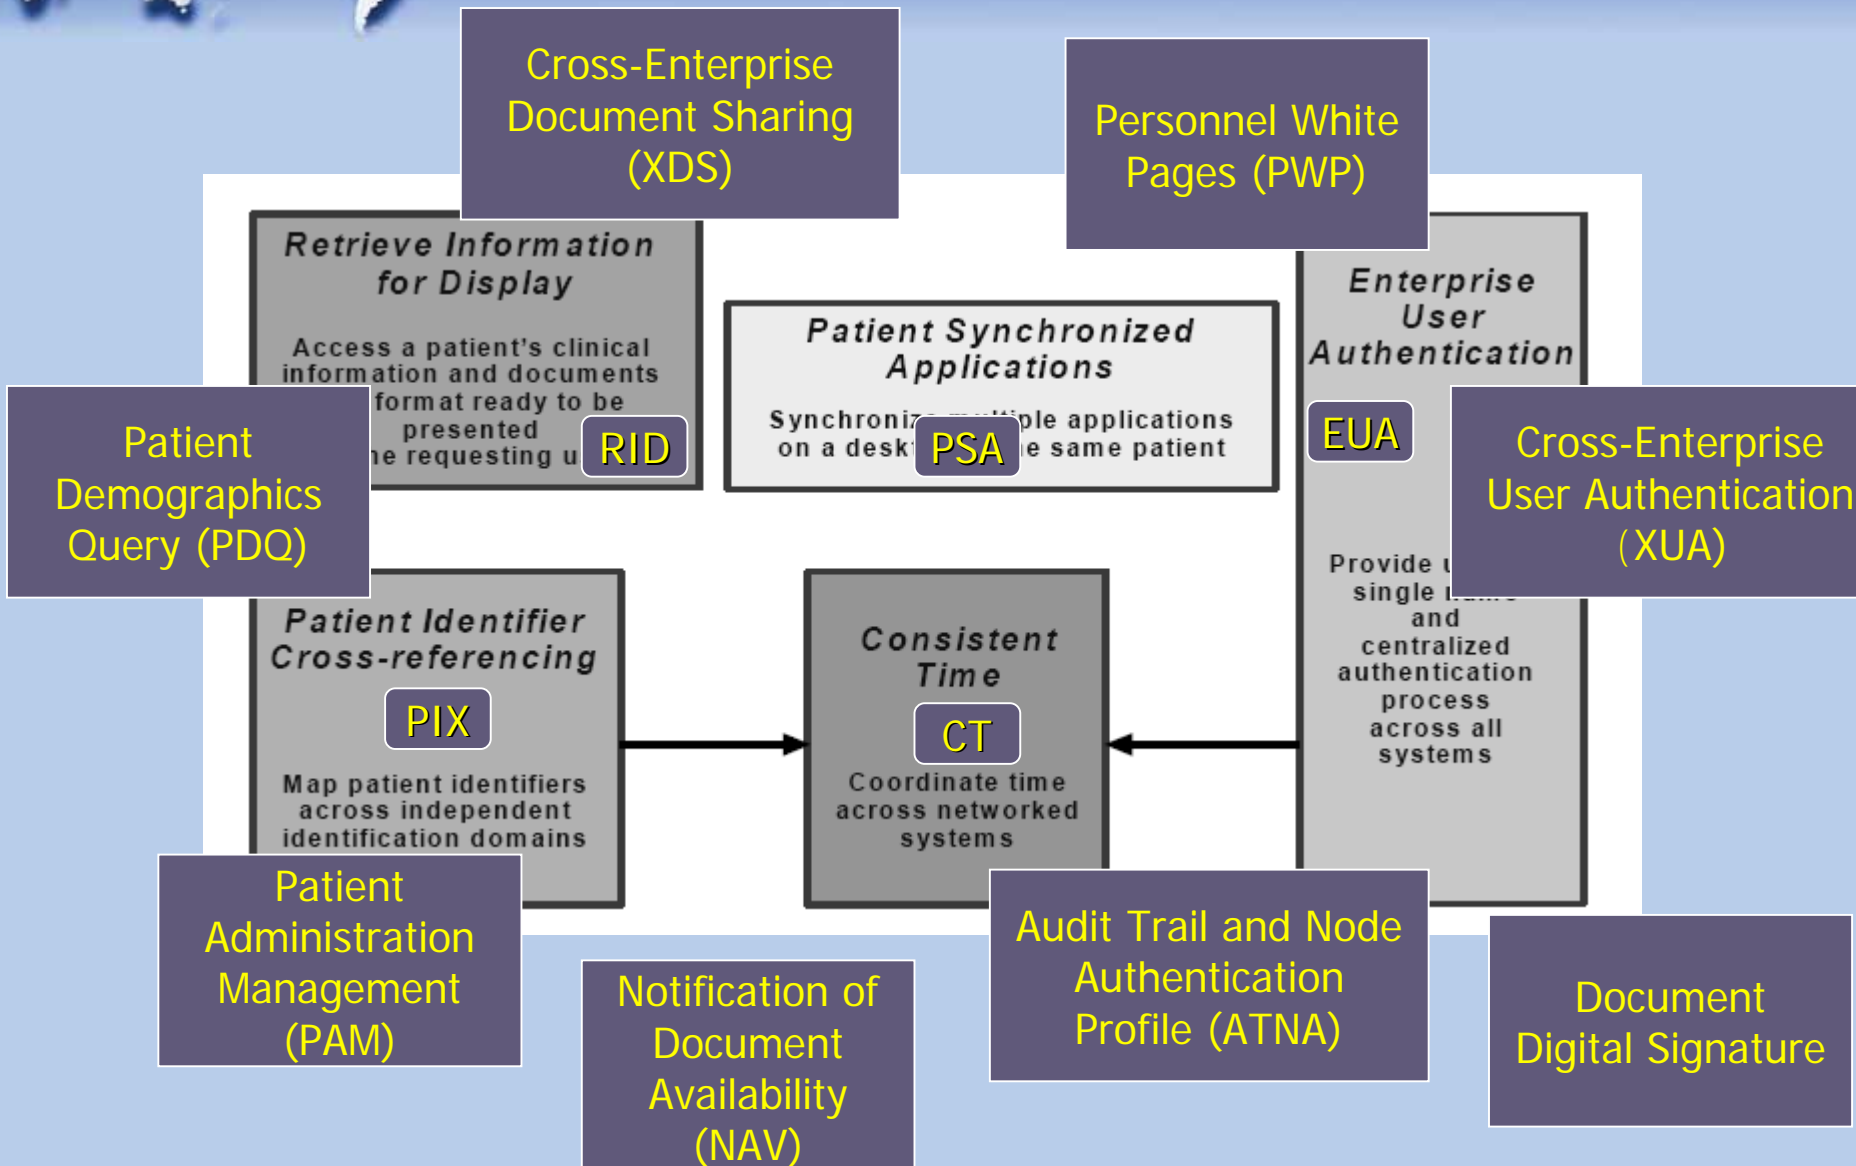 Cross-Enterprise
Document Sharing
(XDS)
Personnel White
Pages (PWP)
Retrieve Information
for Display
Access a patient's clinical
information and documents
format ready to be
presented
requesting
RID
Patient Synchronized
Applications
Synchronize multiple applications
on a same patient
PSA
Enterprise
User
Authentication
EUA
Provide
single
and
centralized
authentication
process
across all
systems
Patient
Demographics
Query (PDQ)
Cross-Enterprise
User Authentication
(XUA)
Patient Identifier
Cross-referencing
PIX
Map patient identifiers
across independent
identification domains
Consistent
Time
CT
Coordinate time
across networked
systems
Patient
Administration
Management
(PAM)
Notification of
Document
Availability
(NAV)
Audit Trail and Node
Authentication
Profile (ATNA)
Document
Digital Signature